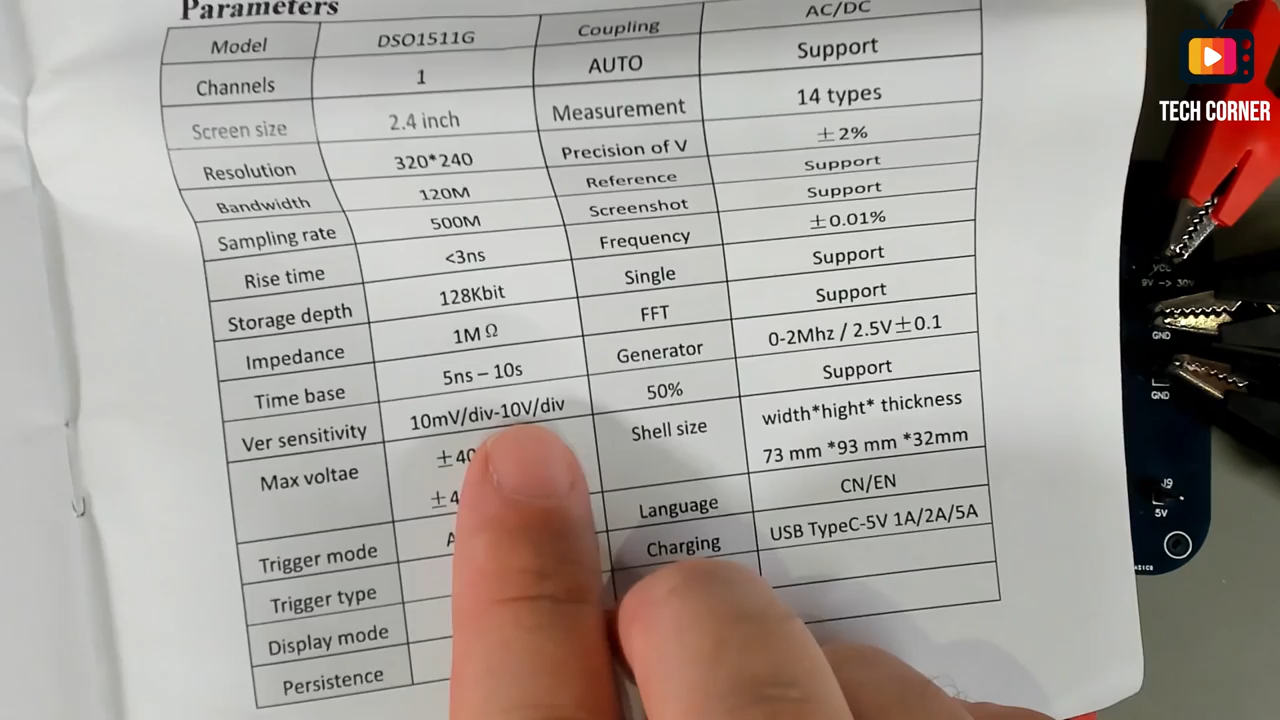 Parameters
Model DSO1511G Coupling AC/DC
Channels 1 AUTO Support
Screen size 2.4 inch Measurement 14 types
Resolution 320*240 Precision of V ±2%
Bandwidth 120M Reference Support
Sampling rate 500M Screenshot Support
Rise time <3ns Frequency ±0.01%
Storage depth 128Kbit Single Support
Impedance 1MΩ FFT Support
Time base 5ns – 10s Generator 0-2Mhz / 2.5V±0.1
Ver sensitivity 10mV/div-10V/div 50% Support
Max voltae Shell size width*hight* thickness
73 mm *93 mm *32mm
Trigger mode Language CN/EN
Trigger type Charging USB TypeC-5V 1A/2A/5A
Display mode
Persistence
TECH CORNER
VCC
9V -> 30V
GND
GND
J9
5V